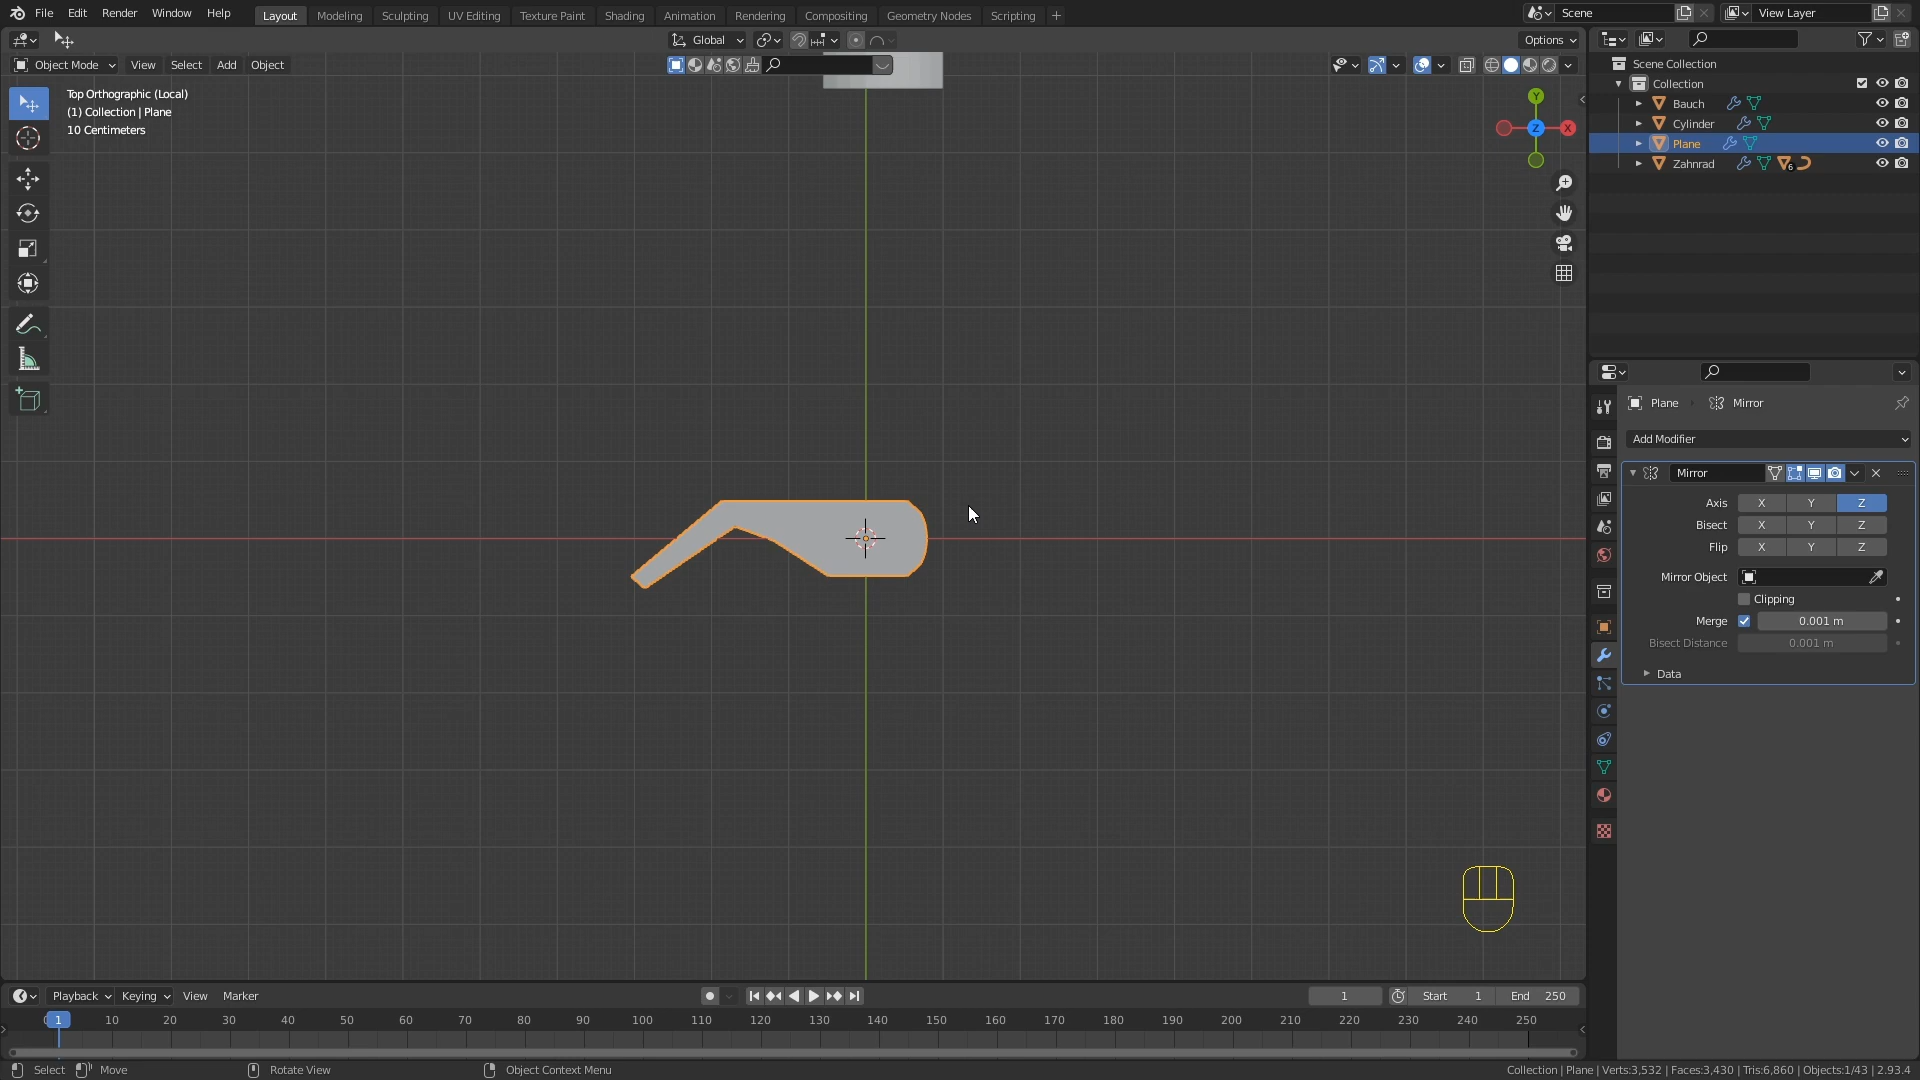 File Edit Render Window Help Layout Modeling Sculpting UV Editing Texture Paint Shading Animation Rendering Compositing Geometry Nodes Scripting + Scene View Layer
Global Options
Object Mode View Select Add Object
Top Orthographic (Local)
(1) Collection | Plane
10 Centimeters
Y
Z X
Scene Collection
Collection
Bauch
Cylinder
Plane
Zahnrad 6
Plane Mirror
Add Modifier
Mirror
Axis X Y Z
Bisect X Y Z
Flip X Y Z
Mirror Object
Clipping
Merge 0.001 m
Bisect Distance 0.001 m
Data
Playback Keying View Marker 1 Start 1 End 250
1 10 20 30 40 50 60 70 80 90 100 110 120 130 140 150 160 170 180 190 200 210 220 230 240 250
Select Move Rotate View Object Context Menu Collection | Plane | Verts:3,532 | Faces:3,430 | Tris:6,860 | Objects:1/43 | 2.93.4